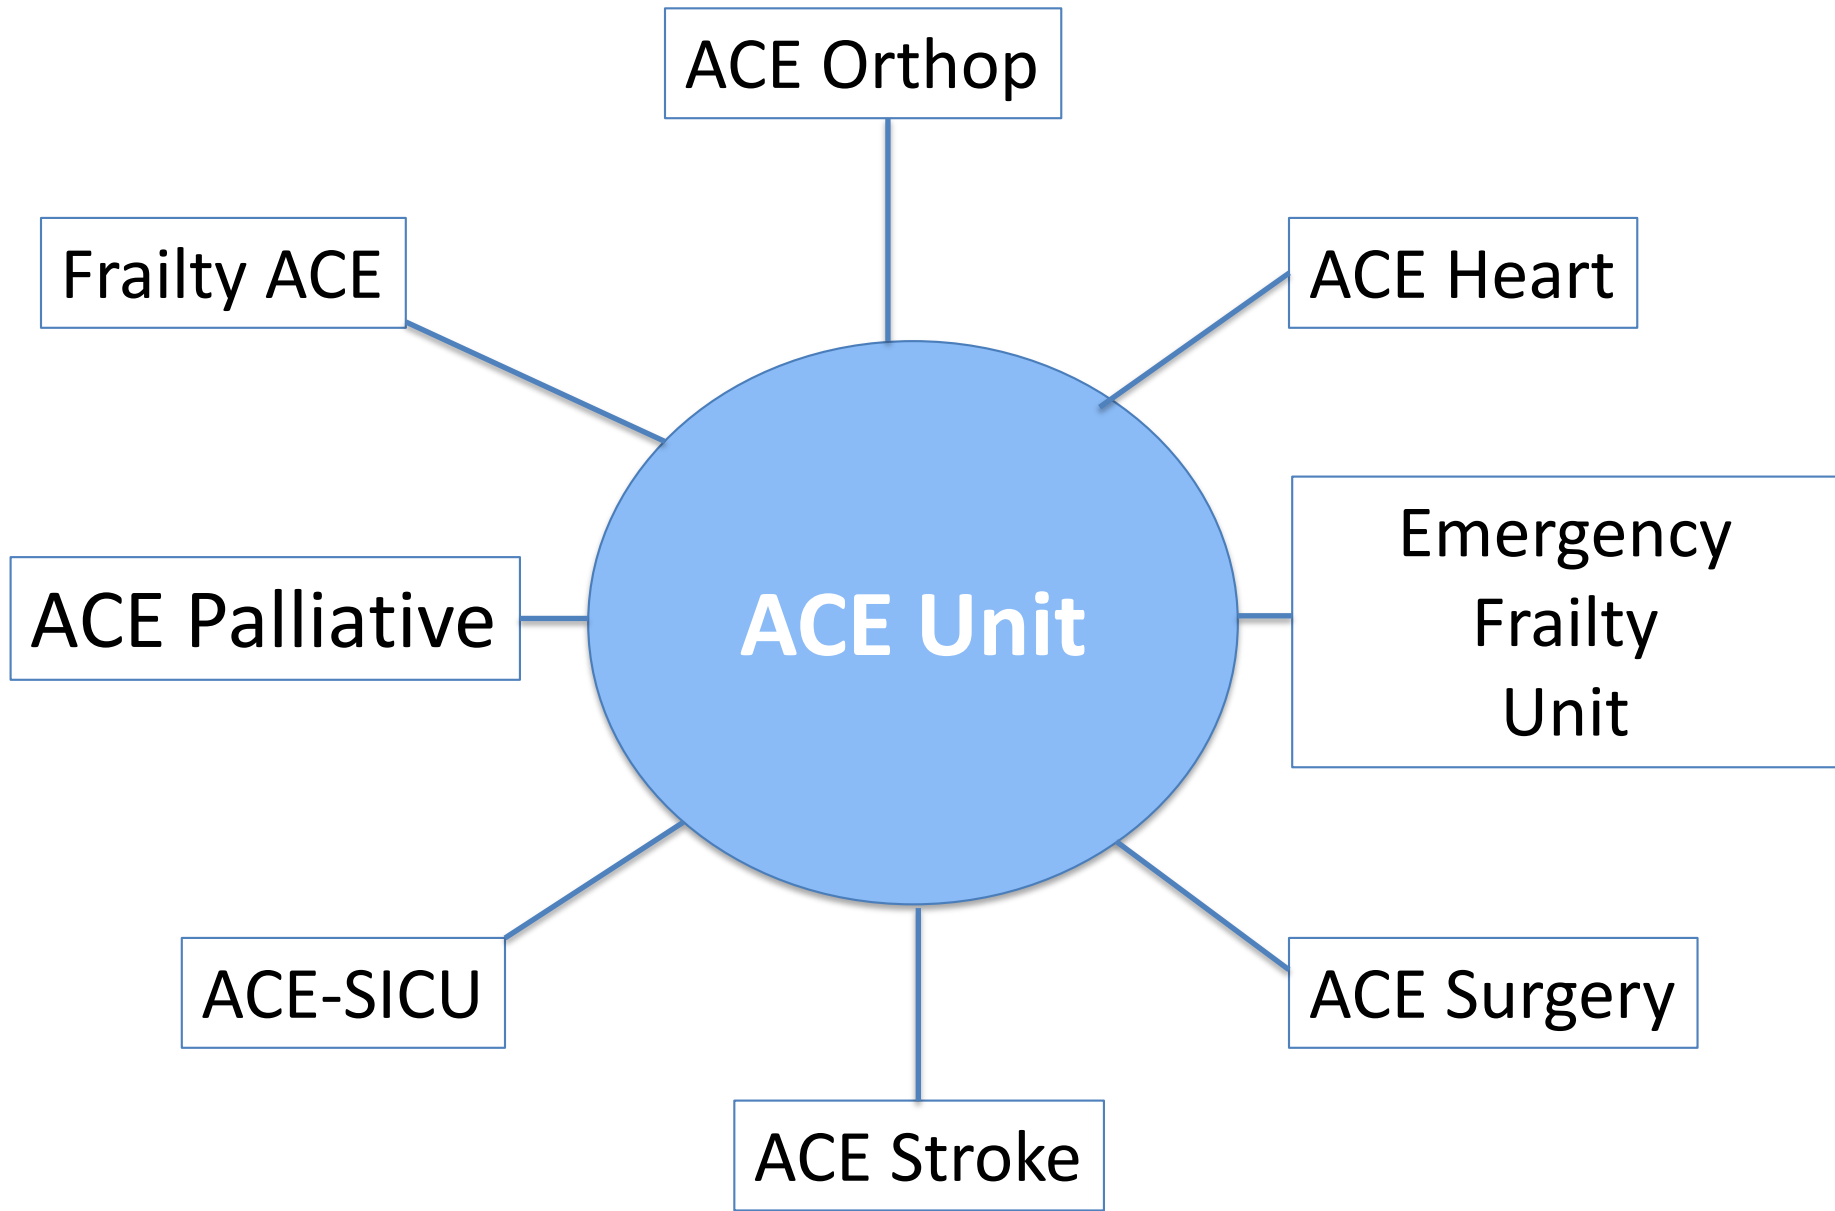 ACE Orthop
Frailty ACE
ACE Heart
Emergency
Frailty
Unit
ACE Palliative
ACE Unit
ACE-SICU
ACE Surgery
ACE Stroke